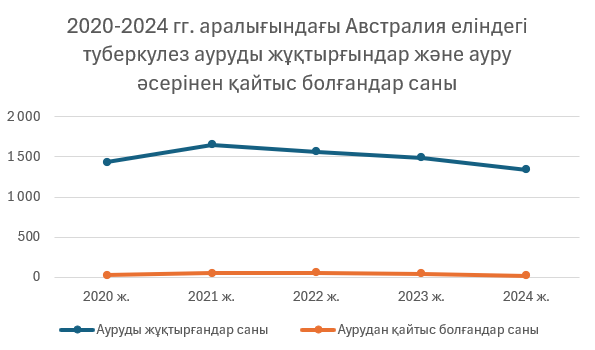 2020-2024 гг. аралығындағы Австралия еліндегі
туберкулез ауруды жұқтырғындар және ауру
әсерінен қайтыс болғандар саны
2 000
1 500
1 000
500
0
2020 ж. 2021 ж. 2022 ж. 2023 ж. 2024 ж.
Ауруды жұқтырғандар саны Аурудан қайтыс болғандар саны